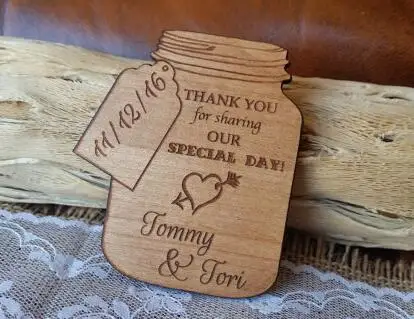 11/12/16
THANK YOU
for sharing
OUR
SPECIAL DAY!
Tommy
& Tori